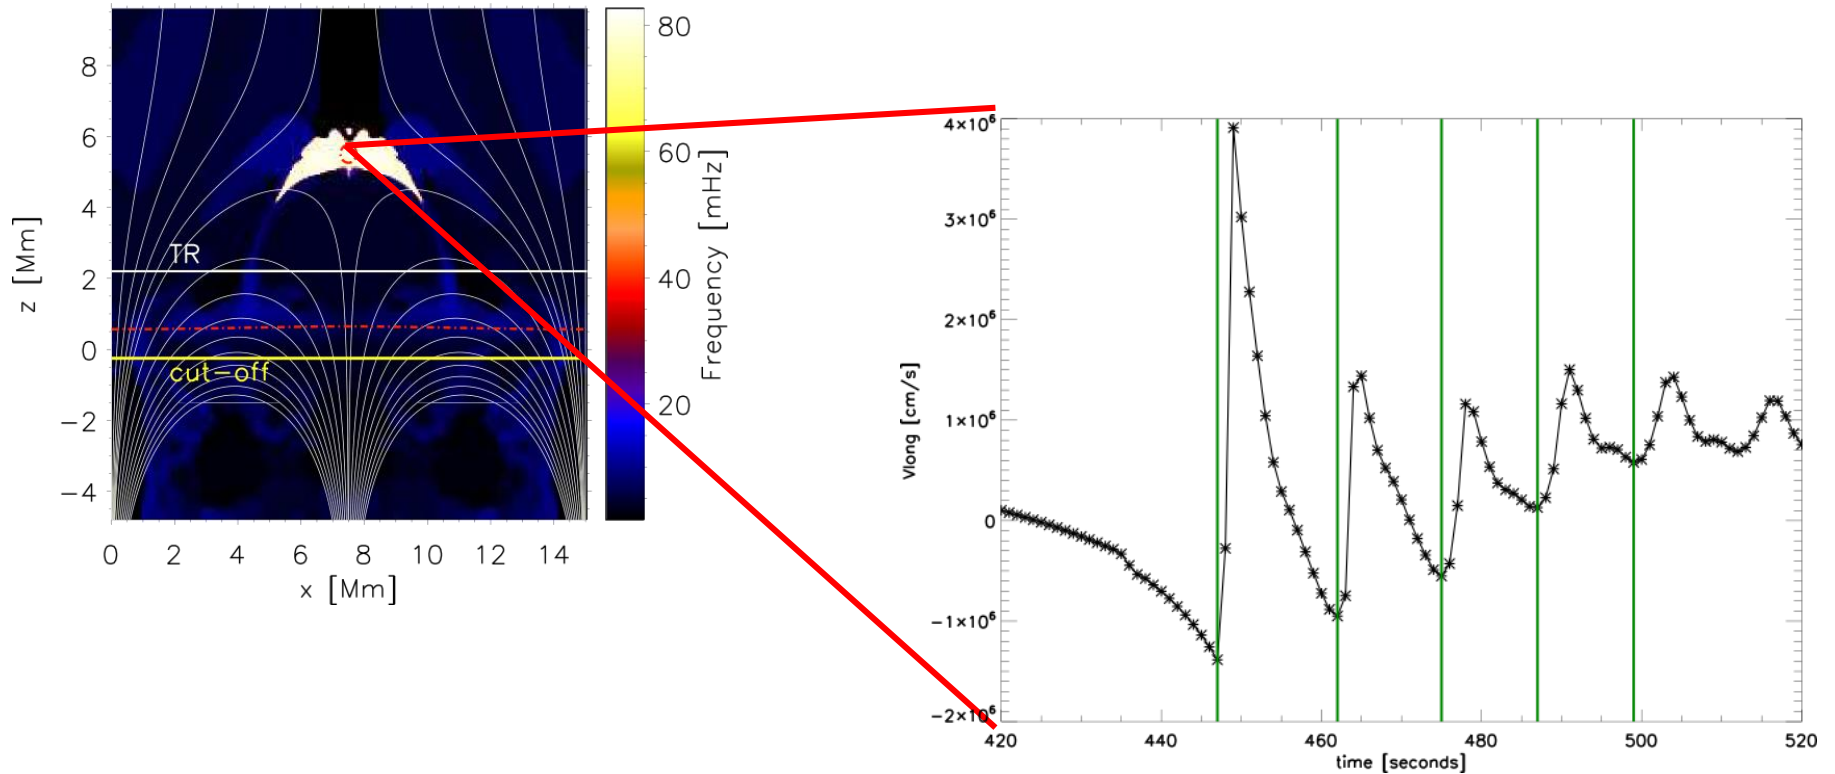 8
6
4
2
0
−2
−4
z [Mm]
TR
cut−off
0 2 4 6 8 10 12 14
x [Mm]
80
60
40
20
Frequency [mHz]
4×10⁶
3×10⁶
2×10⁶
1×10⁶
0
−1×10⁶
−2×10⁶
Vlong [cm/s]
420 440 460 480 500 520
time [seconds]